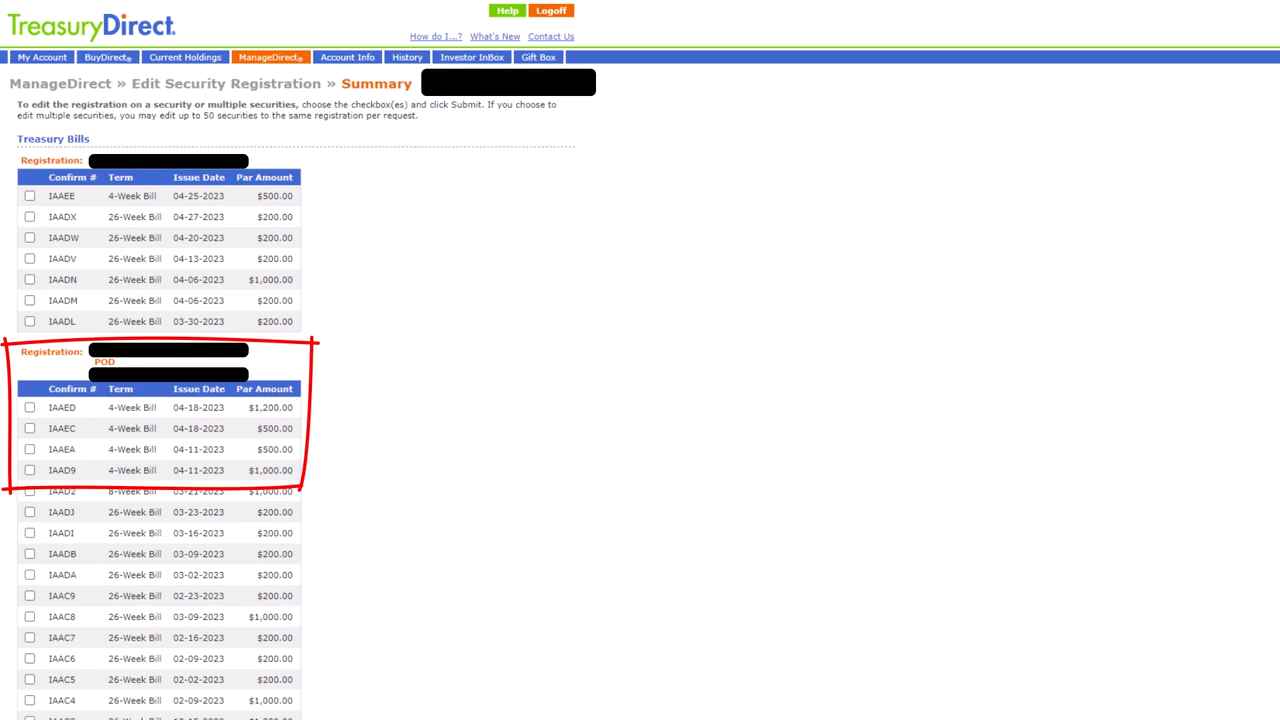 TreasuryDirect®
Help Logoff
How do I...? What's New Contact Us
My Account BuyDirect® Current Holdings ManageDirect® Account Info History Investor InBox Gift Box
ManageDirect » Edit Security Registration » Summary
To edit the registration on a security or multiple securities, choose the checkbox(es) and click Submit. If you choose to
edit multiple securities, you may edit up to 50 securities to the same registration per request.
Treasury Bills
Registration:
Confirm # Term Issue Date Par Amount
IAAEE 4-Week Bill 04-25-2023 $500.00
IAADX 26-Week Bill 04-27-2023 $200.00
IAADW 26-Week Bill 04-20-2023 $200.00
IAADV 26-Week Bill 04-13-2023 $200.00
IAADN 26-Week Bill 04-06-2023 $1,000.00
IAADM 26-Week Bill 04-06-2023 $200.00
IAADL 26-Week Bill 03-30-2023 $200.00
Registration:
POD
Confirm # Term Issue Date Par Amount
IAAED 4-Week Bill 04-18-2023 $1,200.00
IAAEC 4-Week Bill 04-18-2023 $500.00
IAAEA 4-Week Bill 04-11-2023 $500.00
IAAD9 4-Week Bill 04-11-2023 $1,000.00
IAAD2 8-Week Bill 03-21-2023 $1,000.00
IAADJ 26-Week Bill 03-23-2023 $200.00
IAADI 26-Week Bill 03-16-2023 $200.00
IAADB 26-Week Bill 03-09-2023 $200.00
IAADA 26-Week Bill 03-02-2023 $200.00
IAAC9 26-Week Bill 02-23-2023 $200.00
IAAC8 26-Week Bill 03-09-2023 $1,000.00
IAAC7 26-Week Bill 02-16-2023 $200.00
IAAC6 26-Week Bill 02-09-2023 $200.00
IAAC5 26-Week Bill 02-02-2023 $200.00
IAAC4 26-Week Bill 02-09-2023 $1,000.00